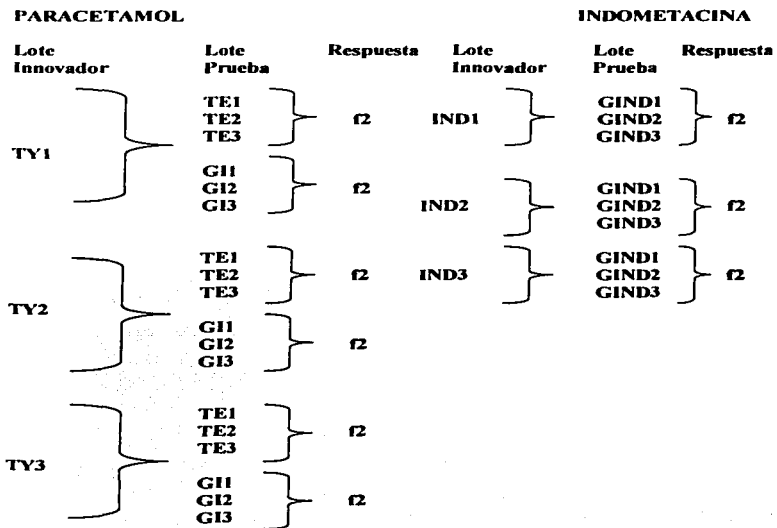 PARACETAMOL
Lote Innovador
Lote Prueba
Respuesta
TY1
TE1
TE2
TE3
f2
GI1
GI2
GI3
f2
TY2
TE1
TE2
TE3
f2
GI1
GI2
GI3
f2
TY3
TE1
TE2
TE3
f2
GI1
GI2
GI3
f2
INDOMETACINA
Lote Innovador
Lote Prueba
Respuesta
IND1
GIND1
GIND2
GIND3
f2
IND2
GIND1
GIND2
GIND3
f2
IND3
GIND1
GIND2
GIND3
f2